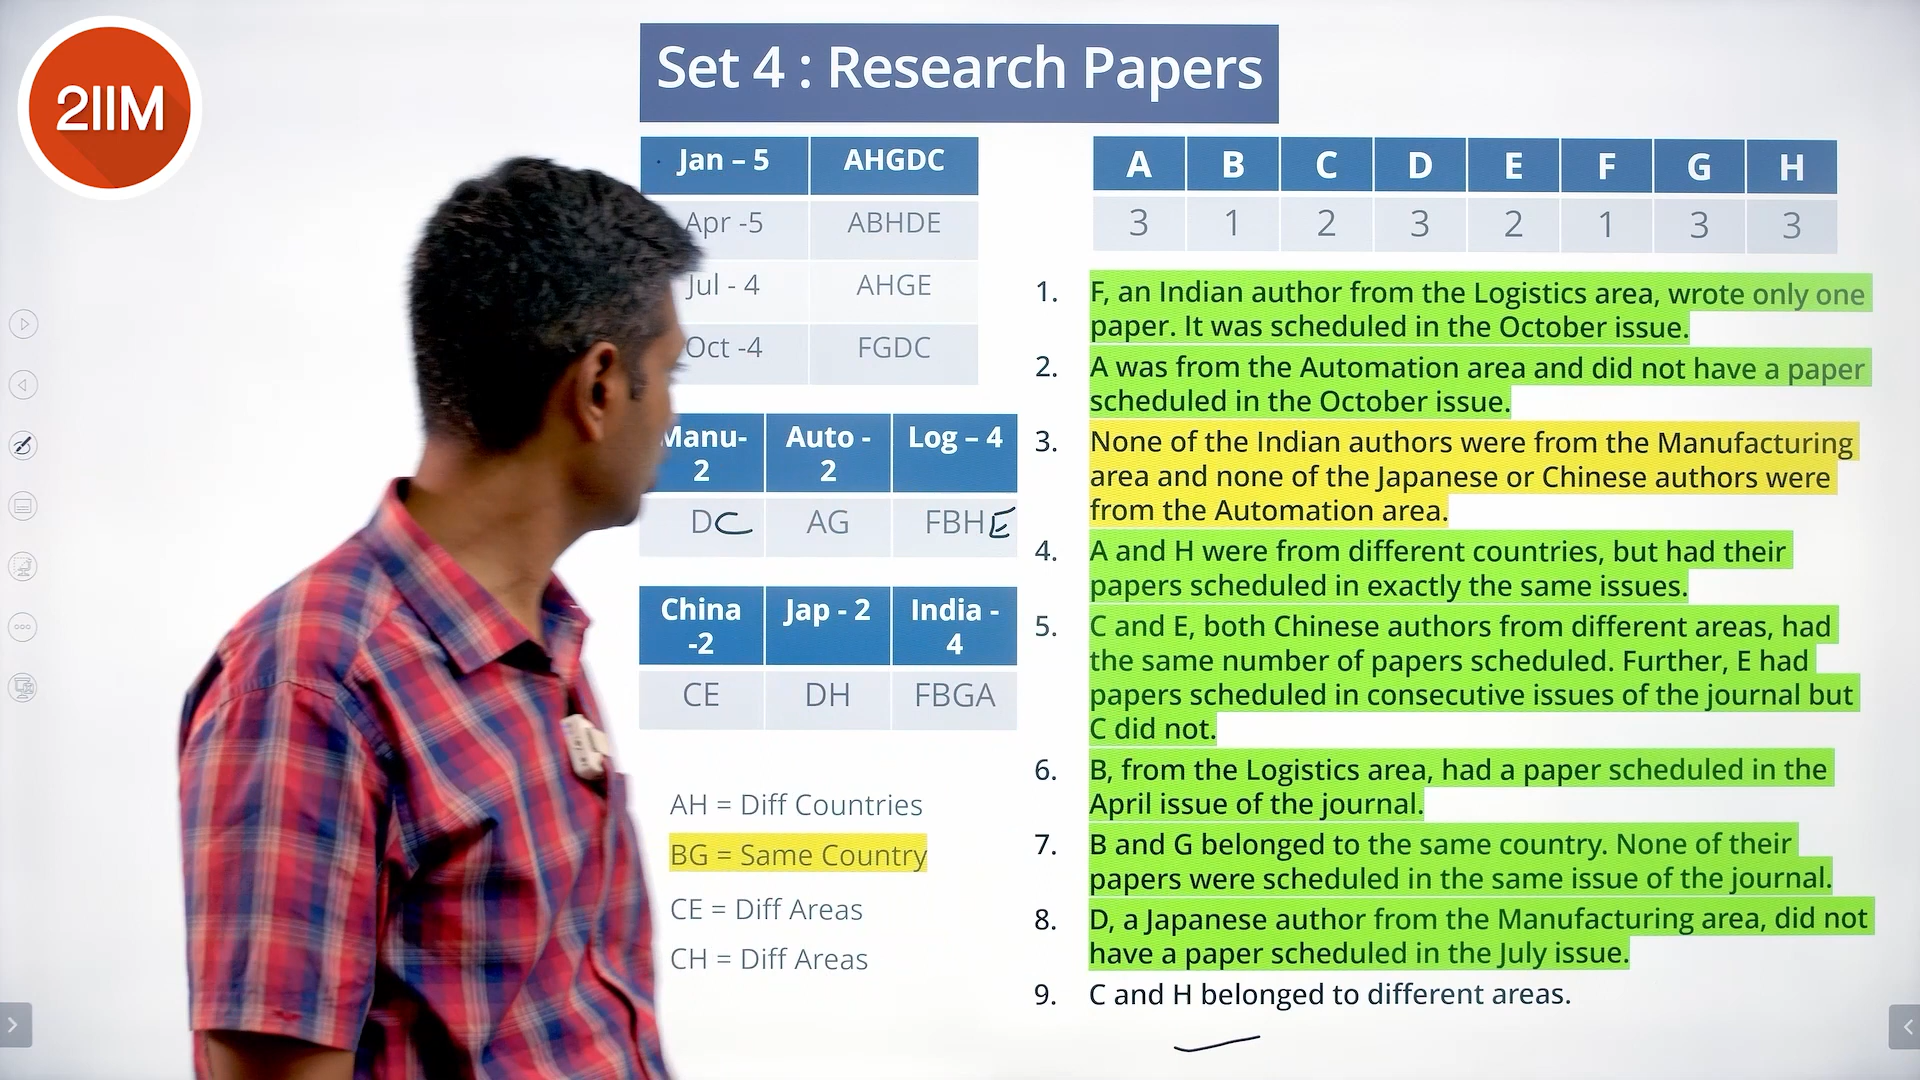 2IIM
Set 4 : Research Papers
Jan – 5 AHGDC
Apr -5 ABHDE
Jul - 4 AHGE
Oct -4 FGDC
Manu- Auto - Log – 4
2 2
DC AG FBHE
China Jap - 2 India -
-2 4
CE DH FBGA
AH = Diff Countries
BG = Same Country
CE = Diff Areas
CH = Diff Areas
A B C D E F G H
3 1 2 3 2 1 3 3
1. F, an Indian author from the Logistics area, wrote only one
paper. It was scheduled in the October issue.
2. A was from the Automation area and did not have a paper
scheduled in the October issue.
3. None of the Indian authors were from the Manufacturing
area and none of the Japanese or Chinese authors were
from the Automation area.
4. A and H were from different countries, but had their
papers scheduled in exactly the same issues.
5. C and E, both Chinese authors from different areas, had
the same number of papers scheduled. Further, E had
papers scheduled in consecutive issues of the journal but
C did not.
6. B, from the Logistics area, had a paper scheduled in the
April issue of the journal.
7. B and G belonged to the same country. None of their
papers were scheduled in the same issue of the journal.
8. D, a Japanese author from the Manufacturing area, did not
have a paper scheduled in the July issue.
9. C and H belonged to different areas.